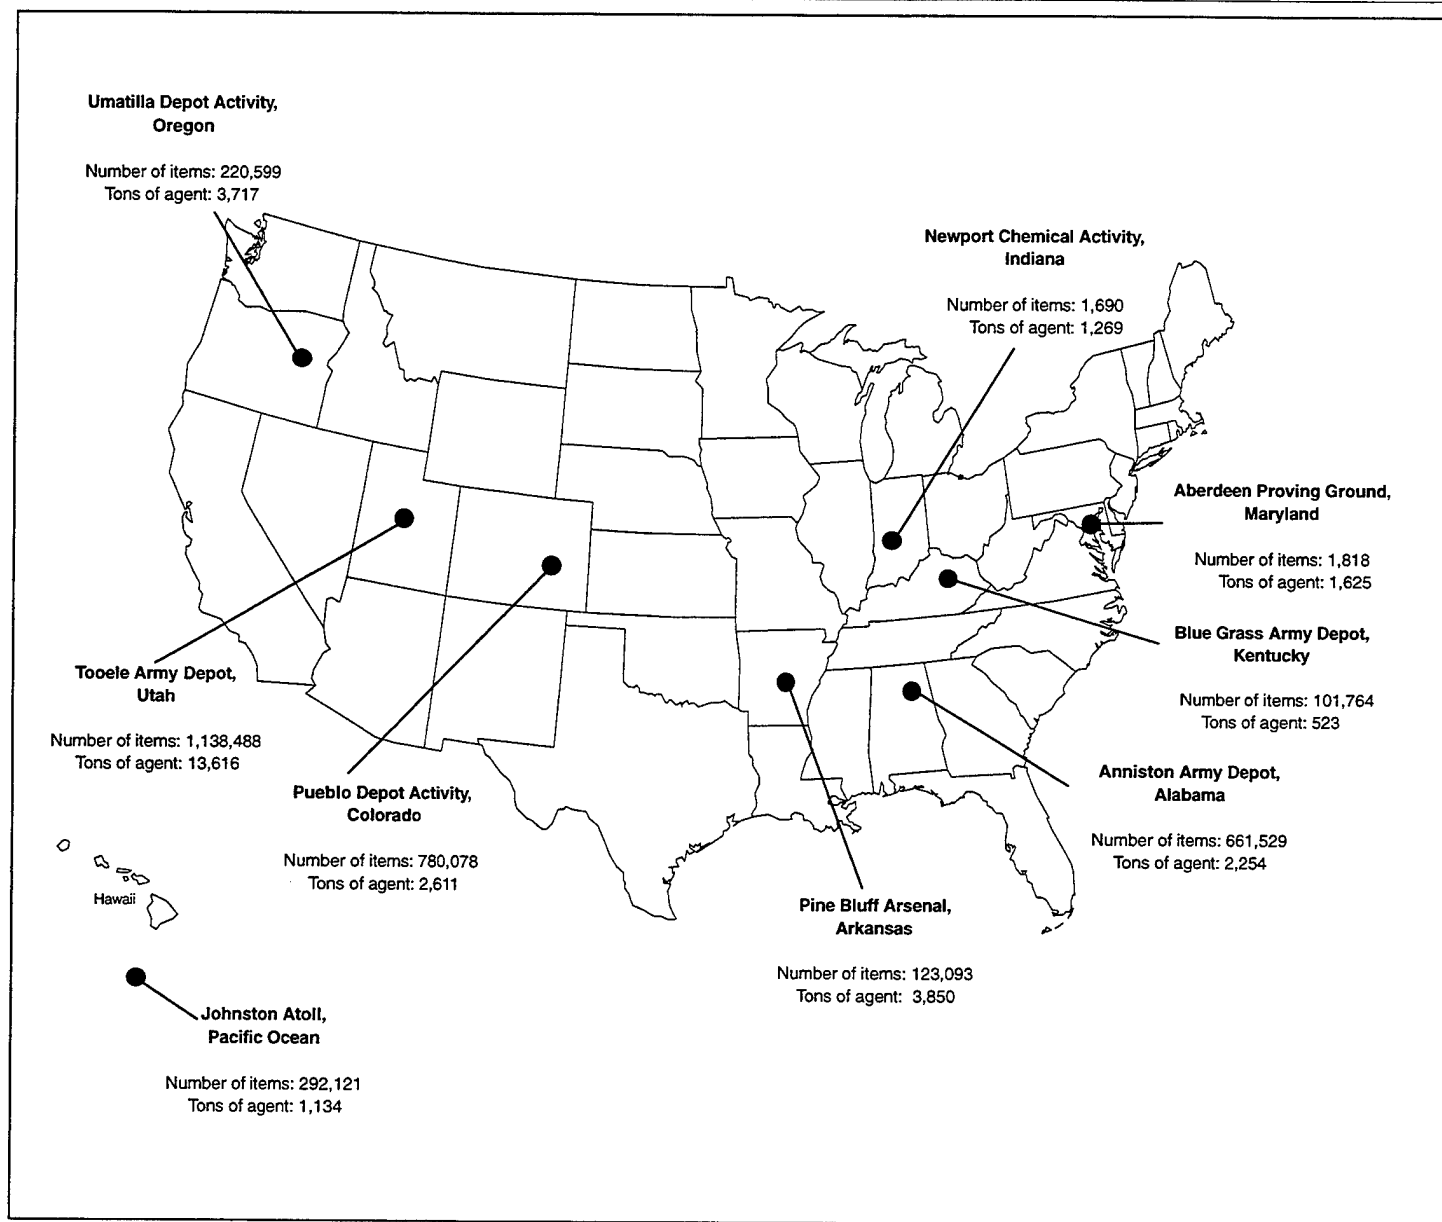 Umatilla Depot Activity,
Oregon
Number of items: 220,599
Tons of agent: 3,717
Newport Chemical Activity,
Indiana
Number of items: 1,690
Tons of agent: 1,269
Aberdeen Proving Ground,
Maryland
Number of items: 1,818
Tons of agent: 1,625
Blue Grass Army Depot,
Kentucky
Number of items: 101,764
Tons of agent: 523
Tooele Army Depot,
Utah
Number of items: 1,138,488
Tons of agent: 13,616
Pueblo Depot Activity,
Colorado
Number of items: 780,078
Tons of agent: 2,611
Anniston Army Depot,
Alabama
Number of items: 661,529
Tons of agent: 2,254
Hawaii
Pine Bluff Arsenal,
Arkansas
Number of items: 123,093
Tons of agent: 3,850
Johnston Atoll,
Pacific Ocean
Number of items: 292,121
Tons of agent: 1,134